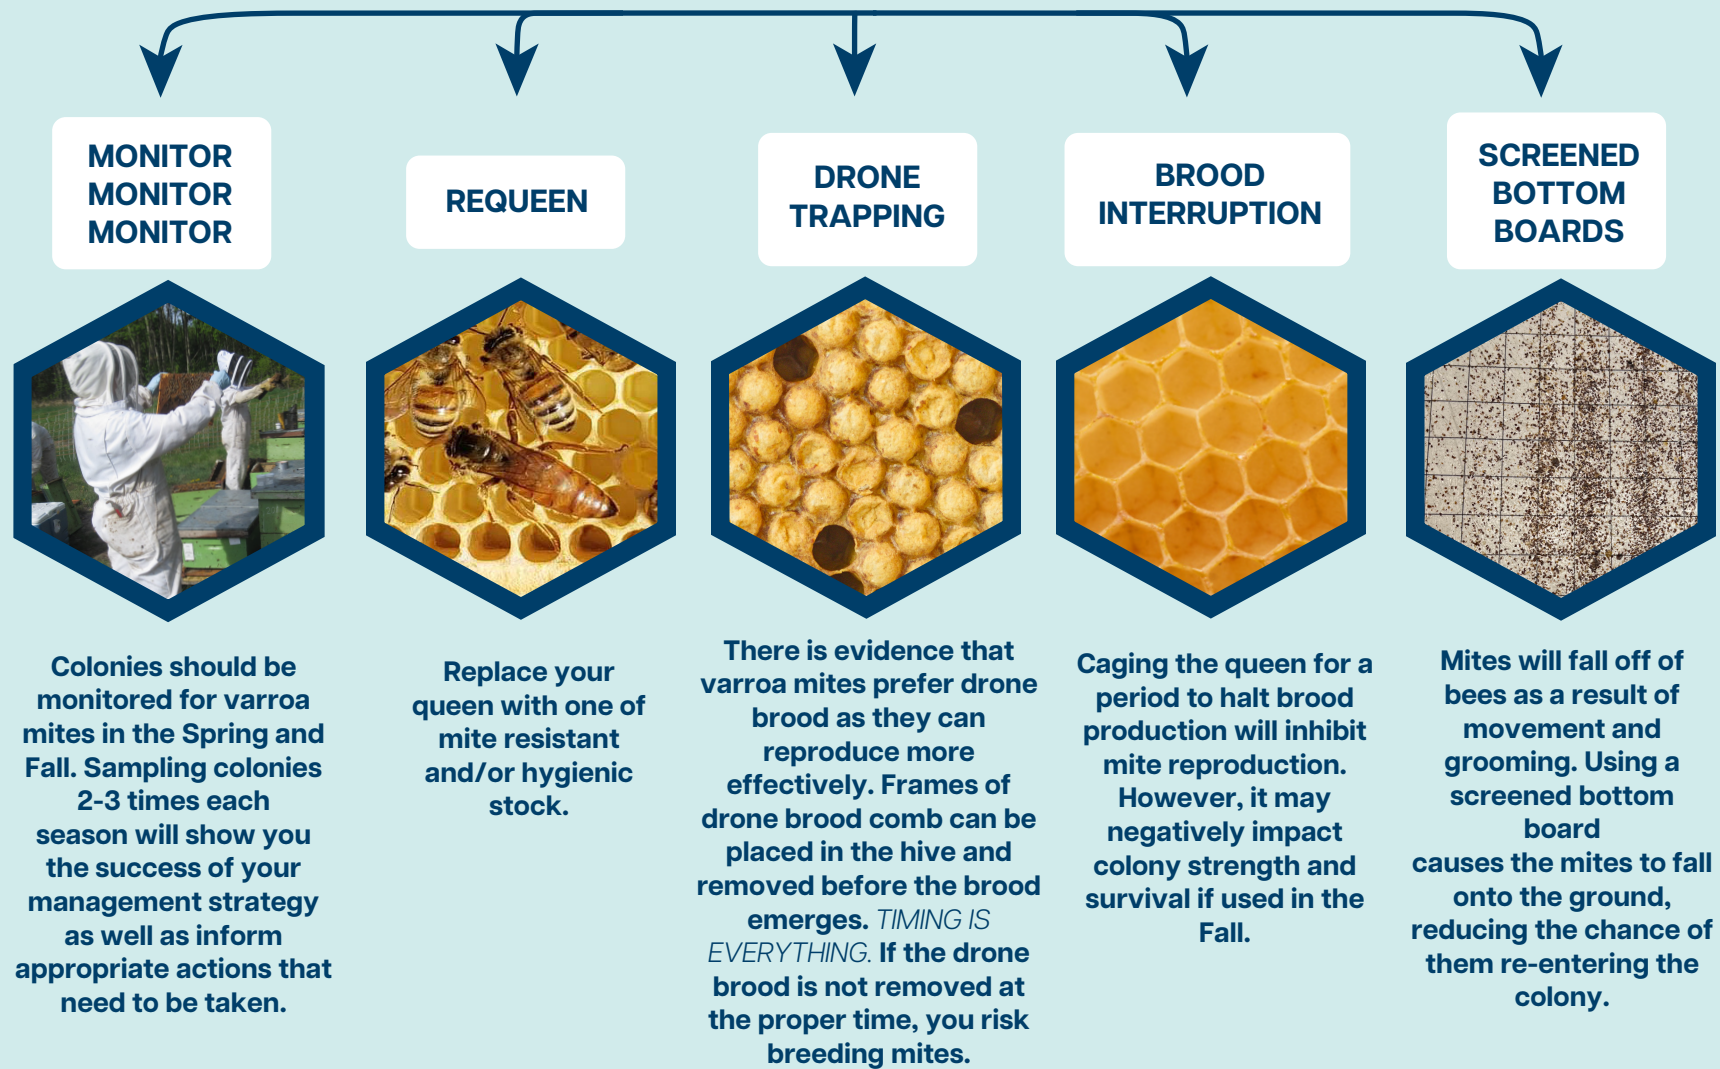 MONITOR
MONITOR
MONITOR
REQUEEN
DRONE
TRAPPING
BROOD
INTERRUPTION
SCREENED
BOTTOM
BOARDS
Colonies should be
monitored for varroa
mites in the Spring and
Fall. Sampling colonies
2-3 times each
season will show you
the success of your
management strategy
as well as inform
appropriate actions that
need to be taken.
Replace your
queen with one of
mite resistant
and/or hygienic
stock.
There is evidence that
varroa mites prefer drone
brood as they can
reproduce more
effectively. Frames of
drone brood comb can be
placed in the hive and
removed before the brood
emerges. TIMING IS
EVERYTHING. If the drone
brood is not removed at
the proper time, you risk
breeding mites.
Caging the queen for a
period to halt brood
production will inhibit
mite reproduction.
However, it may
negatively impact
colony strength and
survival if used in the
Fall.
Mites will fall off of
bees as a result of
movement and
grooming. Using a
screened bottom
board
causes the mites to fall
onto the ground,
reducing the chance of
them re-entering the
colony.